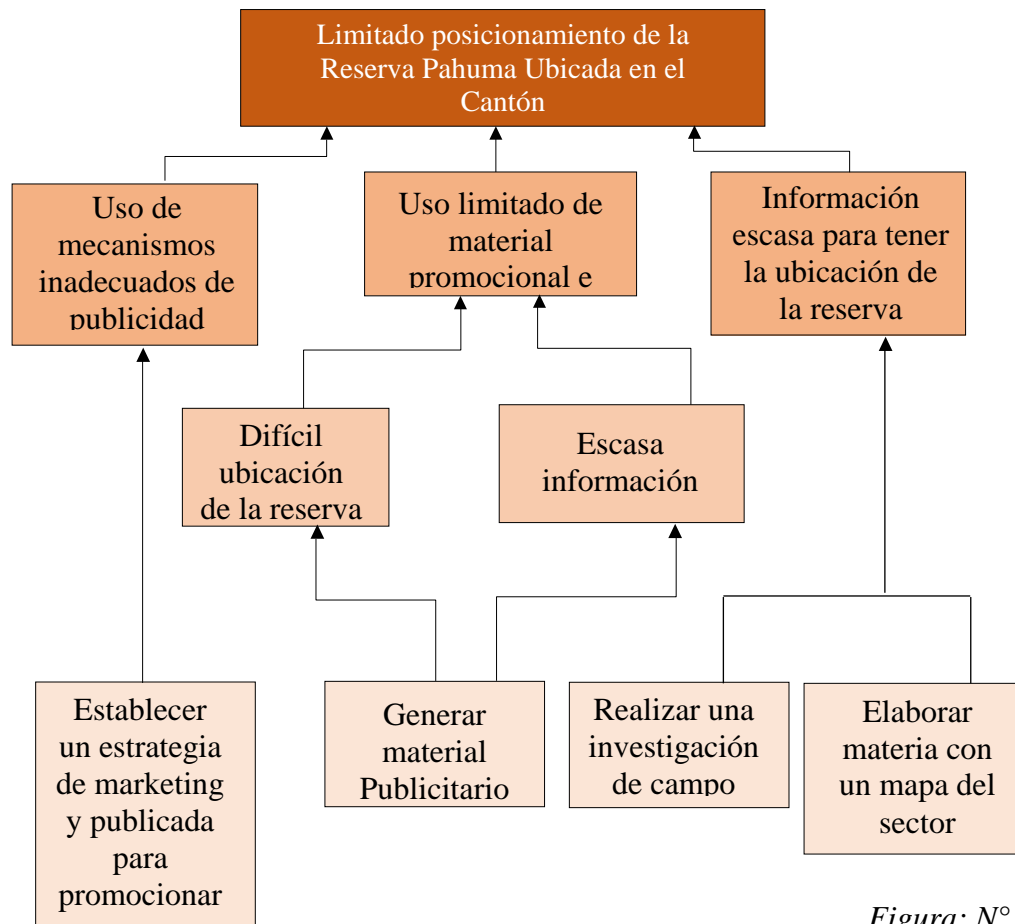 Limitado posicionamiento de la
Reserva Pahuma Ubicada en el
Cantón
Uso de
mecanismos
inadecuados de
publicidad
Uso limitado de
material
promocional e
Información
escasa para tener
la ubicación de
la reserva
Difícil
ubicación
de la reserva
Escasa
información
Establecer
un estrategia
de marketing
y publicada
para
promocionar
Generar
material
Publicitario
Realizar una
investigación
de campo
Elaborar
materia con
un mapa del
sector
Figura: N°